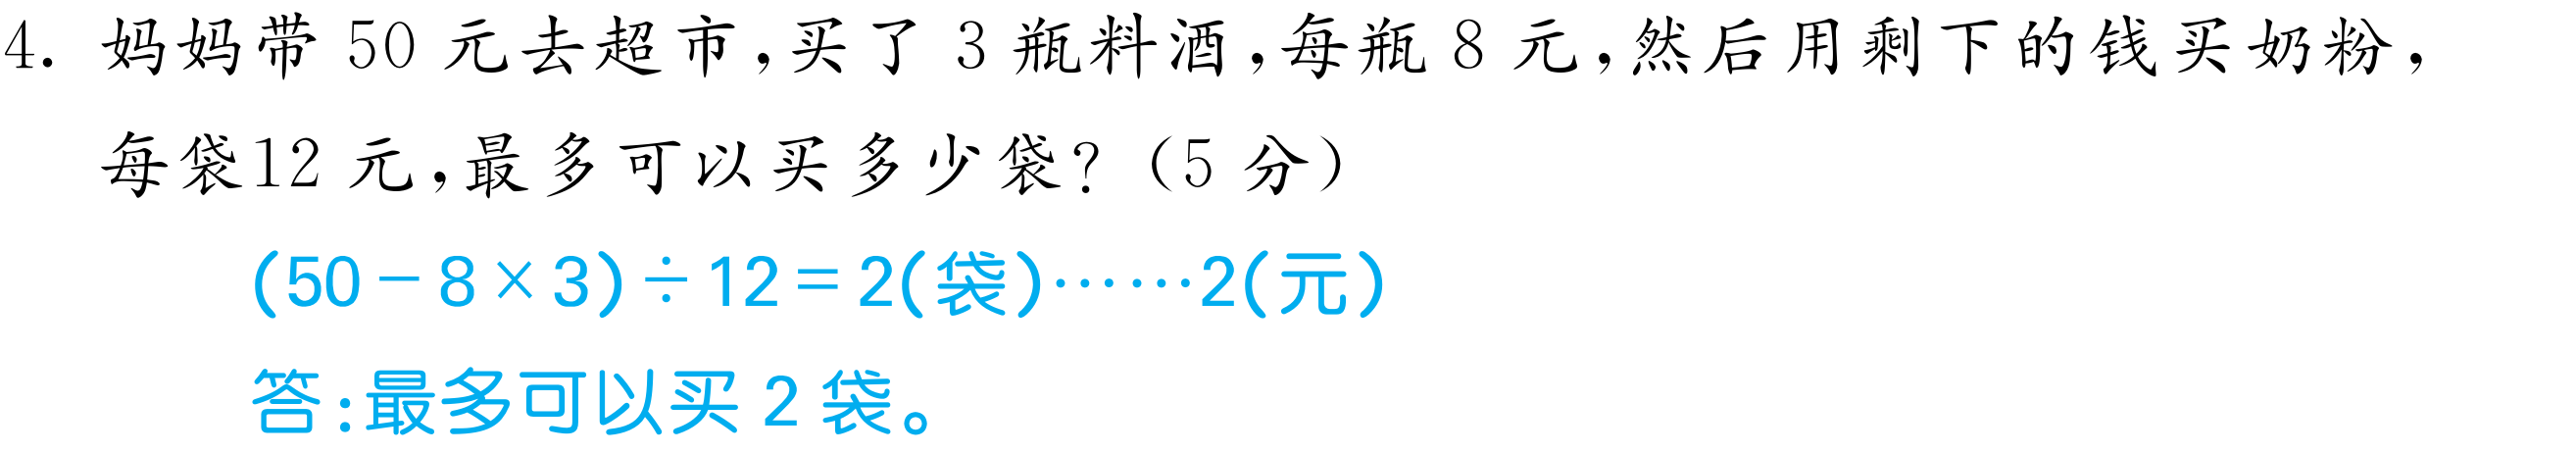 4. 妈妈带 50 元去超市,买了 3 瓶料酒,每瓶 8 元,然后用剩下的钱买奶粉,
每袋12 元,最多可以买多少袋?(5 分)
(50－8×3)÷12＝2(袋)……2(元)
答:最多可以买 2 袋。